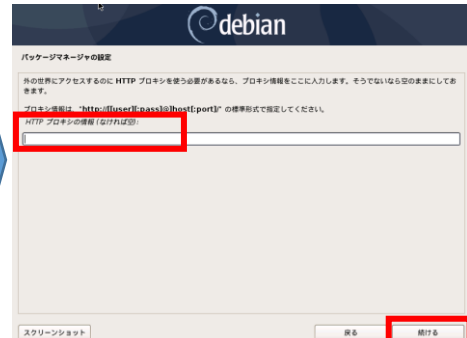 debian
パッケージマネージャの設定
外の世界にアクセスするのに HTTP プロキシを使う必要があるなら、プロキシ情報をここに入力します。そうでないなら空のままにしてお
きます。
プロキシ情報は、"http://[[user][:pass]@]host[:port]/" の標準形式で指定してください。
HTTP プロキシの情報 (なければ空):
スクリーンショット
戻る
続ける